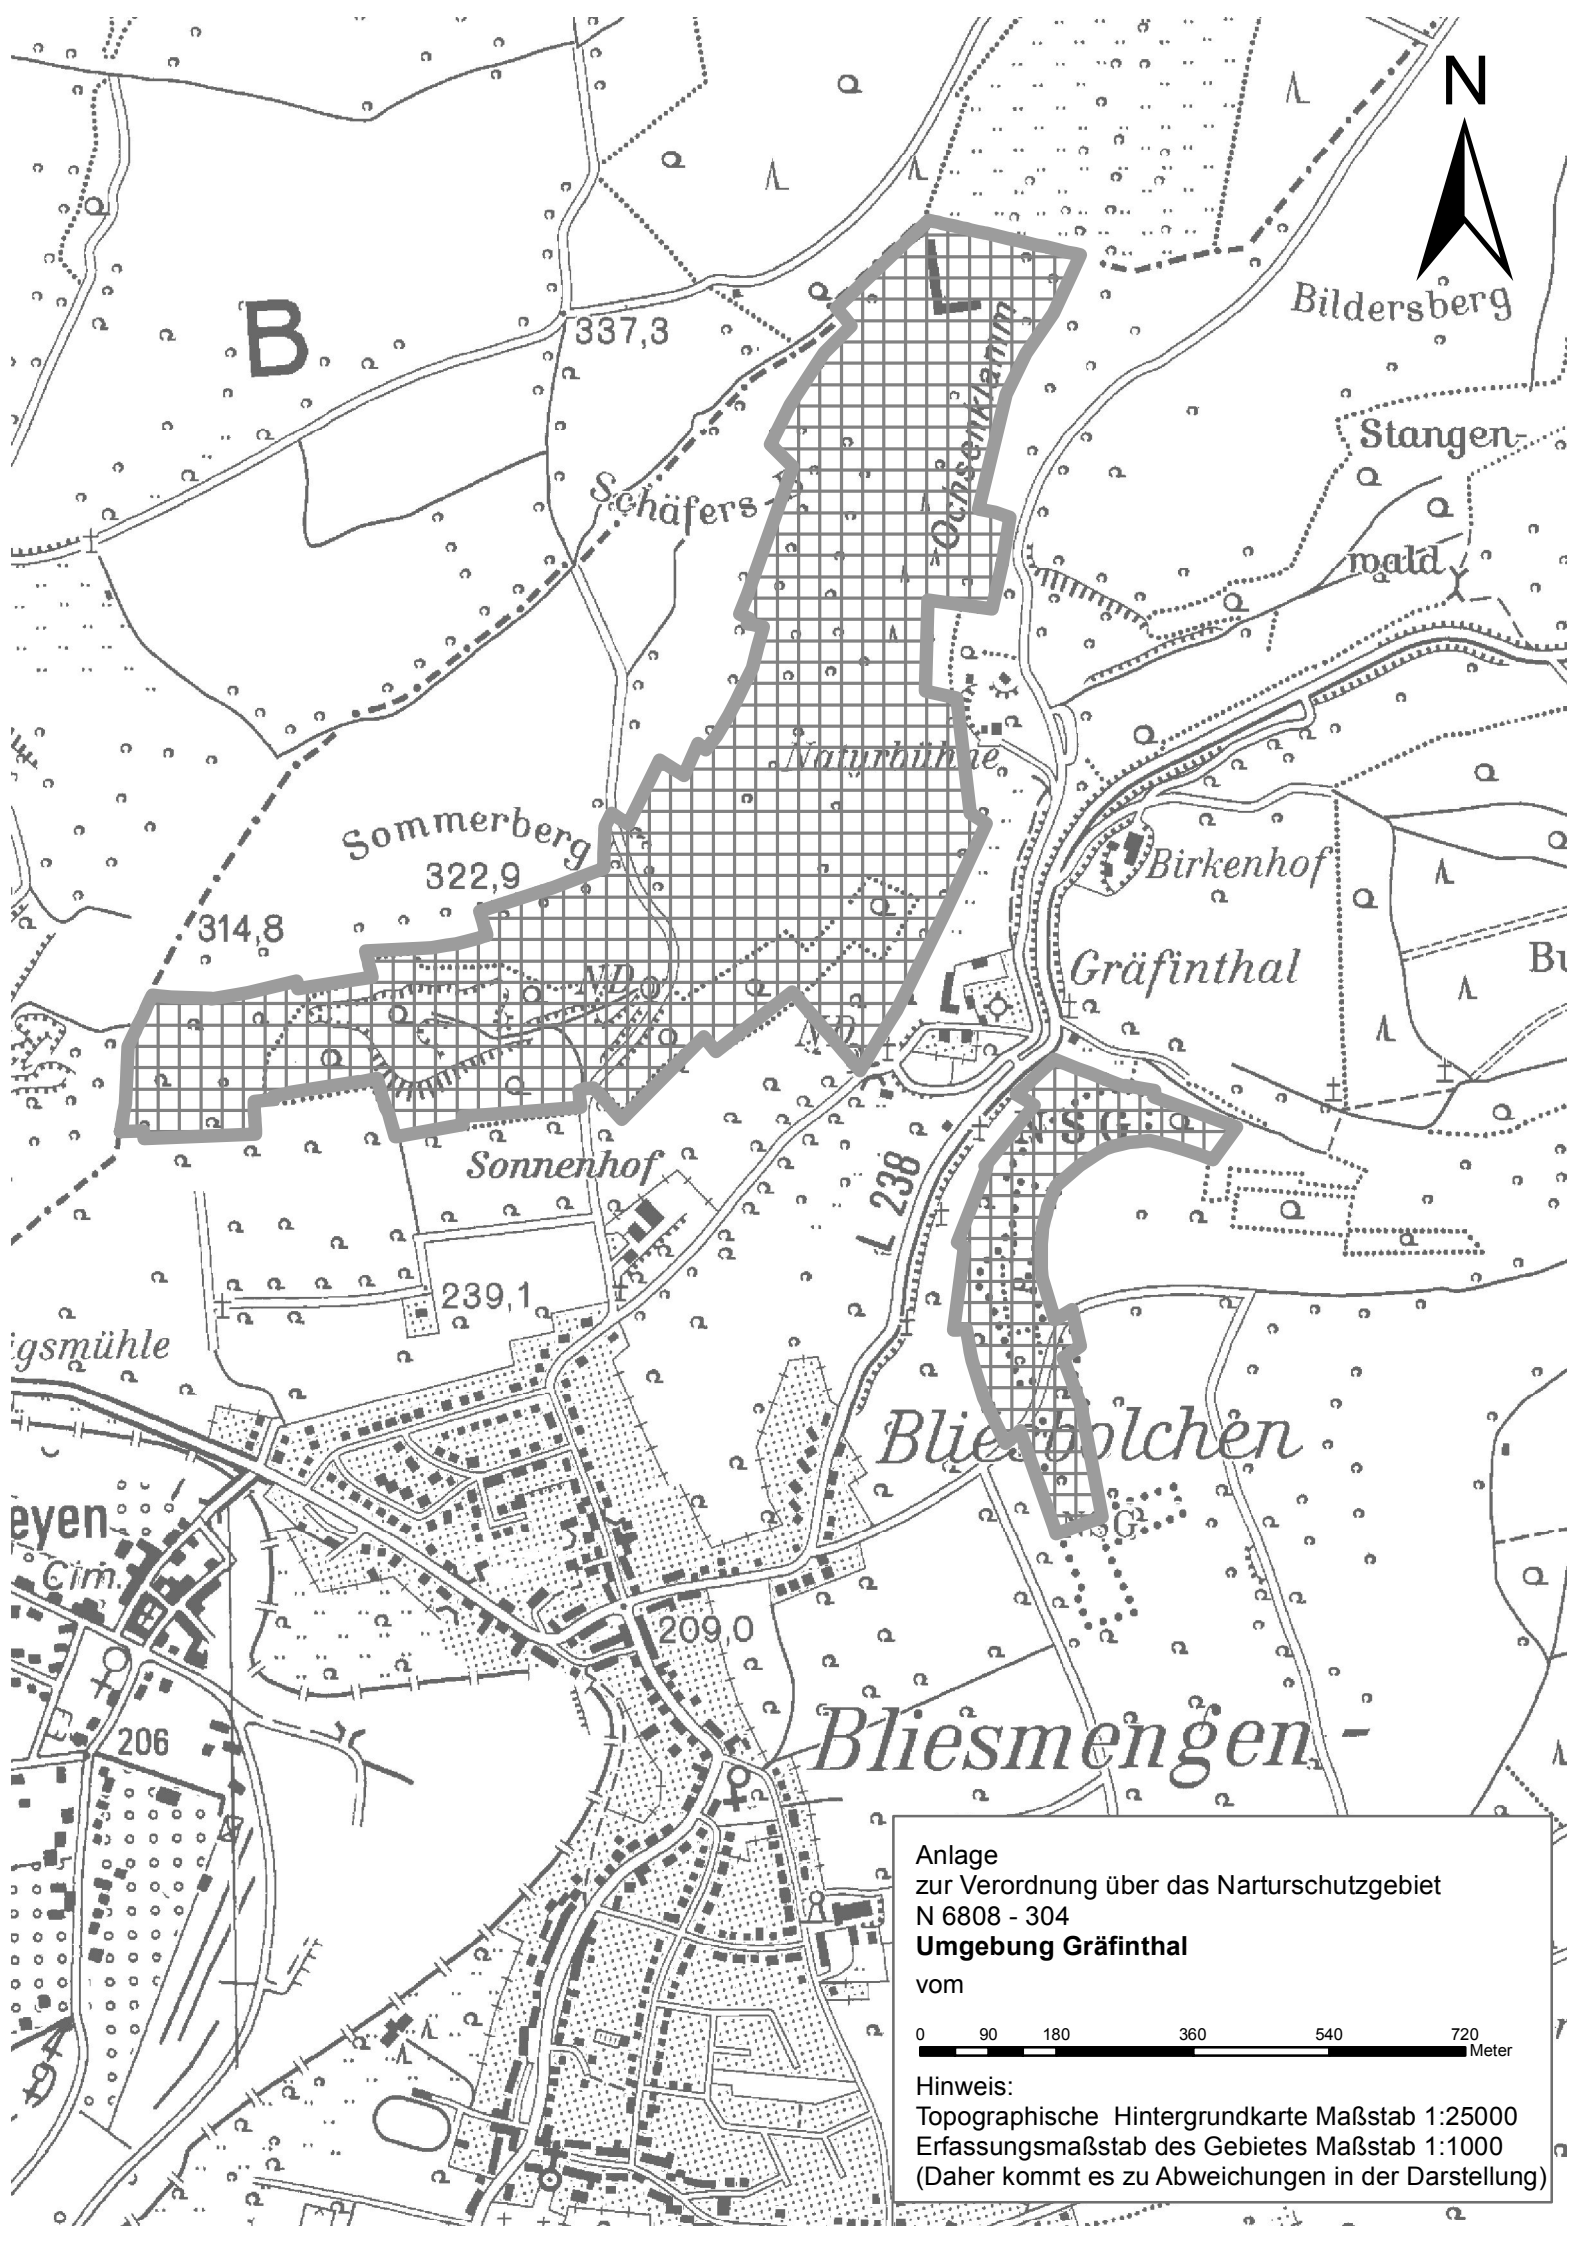 N
Bildersberg
B
337,3
Ochsenklamm
Stangen-
wald
Schäfers
Naturbühne
Sommerberg
322,9
314,8
Birkenhof
Gräfinthal
ND
ND
NSG
Sonnenhof
L 238
239,1
igsmühle
Bliesbolchen
eyen
Cim.
NSG
209,0
206
Bliesmengen -
Anlage
zur Verordnung über das Narturschutzgebiet
N 6808 - 304
Umgebung Gräfinthal
vom
0 90 180 360 540 720
Meter
Hinweis:
Topographische Hintergrundkarte Maßstab 1:25000
Erfassungsmaßstab des Gebietes Maßstab 1:1000
(Daher kommt es zu Abweichungen in der Darstellung)